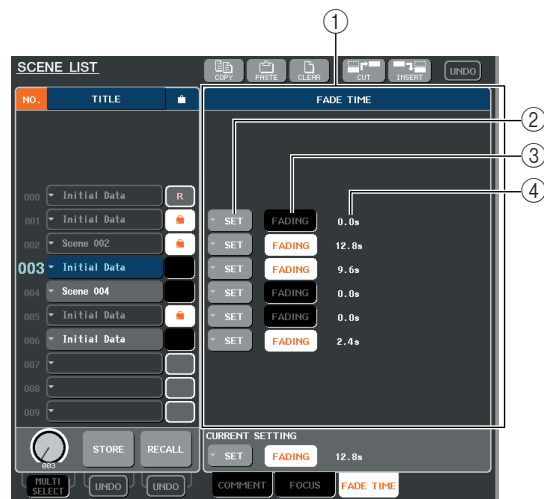 ①
SCENE LIST
COPY PASTE CLEAR CUT INSERT UNDO
NO. TITLE FADE TIME
②
③
④
000 Initial Data R
001 Initial Data SET FADING 0.0s
002 Scene 002 SET FADING 12.8s
003 Initial Data SET FADING 9.6s
004 Scene 004 SET FADING 0.0s
005 Initial Data SET FADING 0.0s
006 Initial Data SET FADING 2.4s
007
008
009
CURRENT SETTING
003 STORE RECALL SET FADING 12.8s
MULTI SELECT UNDO UNDO COMMENT FOCUS FADE TIME